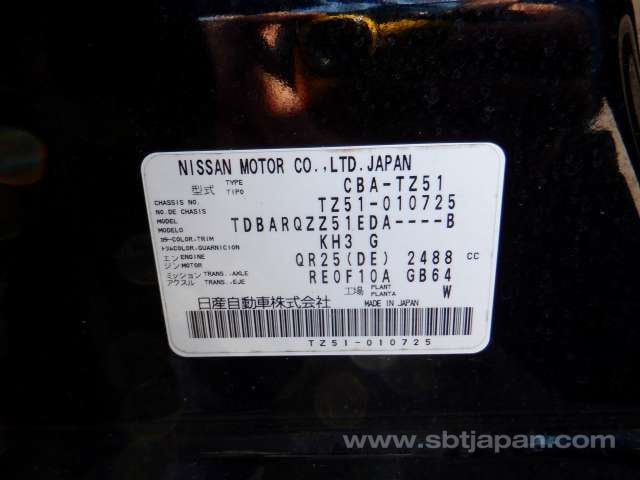 NISSAN MOTOR CO.,LTD.JAPAN
型式 TYPE TIPO CBA-TZ51
CHASSIS NO. NO.DE CHASIS TZ51-010725
MODEL MODELO TDBARQZZ51EDA----B
カラー COLOR,TRIM トリム COLOR,GUARNICION KH3 G
エンジン ENGINE MOTOR QR25(DE) 2488 cc
ミッション アクスル TRANS.,AXLE TRANS.,EJE RE0F10A GB64
工場 PLANT PLANTA W
日産自動車株式会社 MADE IN JAPAN
TZ51-010725
www.sbtjapan.com